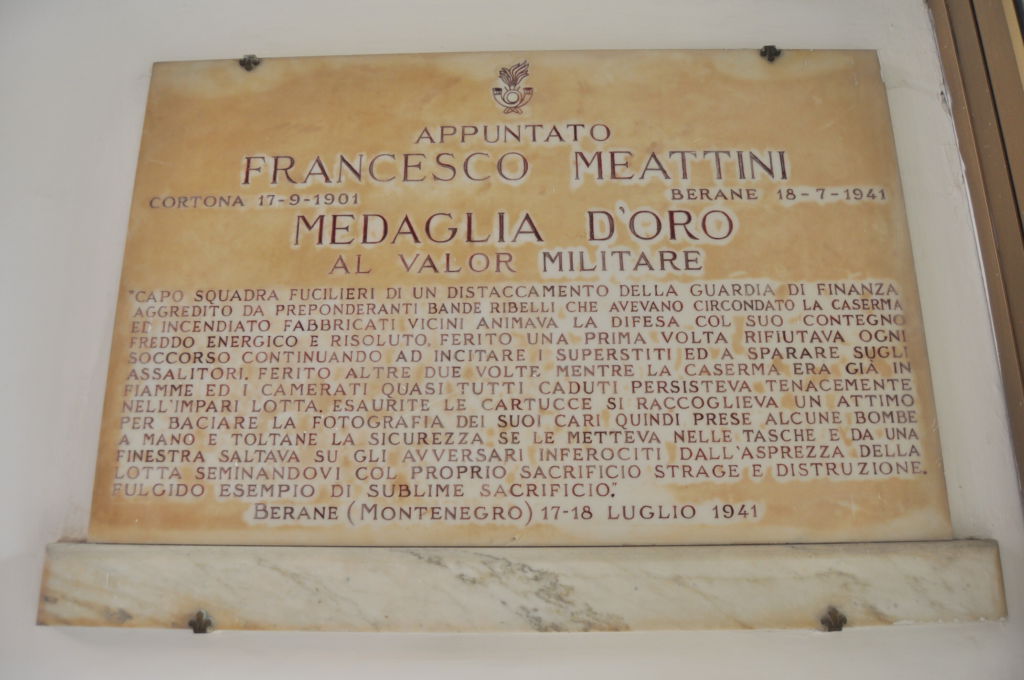 APPUNTATO
FRANCESCO MEATTINI
CORTONA 17-9-1901 BERANE 18-7-1941
MEDAGLIA D'ORO
AL VALOR MILITARE
"CAPO SQUADRA FUCILIERI DI UN DISTACCAMENTO DELLA GUARDIA DI FINANZA
AGGREDITO DA PREPONDERANTI BANDE RIBELLI CHE AVEVANO CIRCONDATO LA CASERMA
ED INCENDIATO FABBRICATI VICINI ANIMAVA LA DIFESA COL SUO CONTEGNO
FREDDO ENERGICO E RISOLUTO. FERITO UNA PRIMA VOLTA RIFIUTAVA OGNI
SOCCORSO CONTINUANDO AD INCITARE I SUPERSTITI ED A SPARARE SUGLI
ASSALITORI. FERITO ALTRE DUE VOLTE MENTRE LA CASERMA ERA GIÀ IN
FIAMME ED I CAMERATI QUASI TUTTI CADUTI PERSISTEVA TENACEMENTE
NELL'IMPARI LOTTA. ESAURITE LE CARTUCCE SI RACCOGLIEVA UN ATTIMO
PER BACIARE LA FOTOGRAFIA DEI SUOI CARI QUINDI PRESE ALCUNE BOMBE
A MANO E TOLTANE LA SICUREZZA SE LE METTEVA NELLE TASCHE E DA UNA
FINESTRA SALTAVA SU GLI AVVERSARI INFEROCITI DALL'ASPREZZA DELLA
LOTTA SEMINANDOVI COL PROPRIO SACRIFICIO STRAGE E DISTRUZIONE.
FULGIDO ESEMPIO DI SUBLIME SACRIFICIO."
BERANE (MONTENEGRO) 17-18 LUGLIO 1941